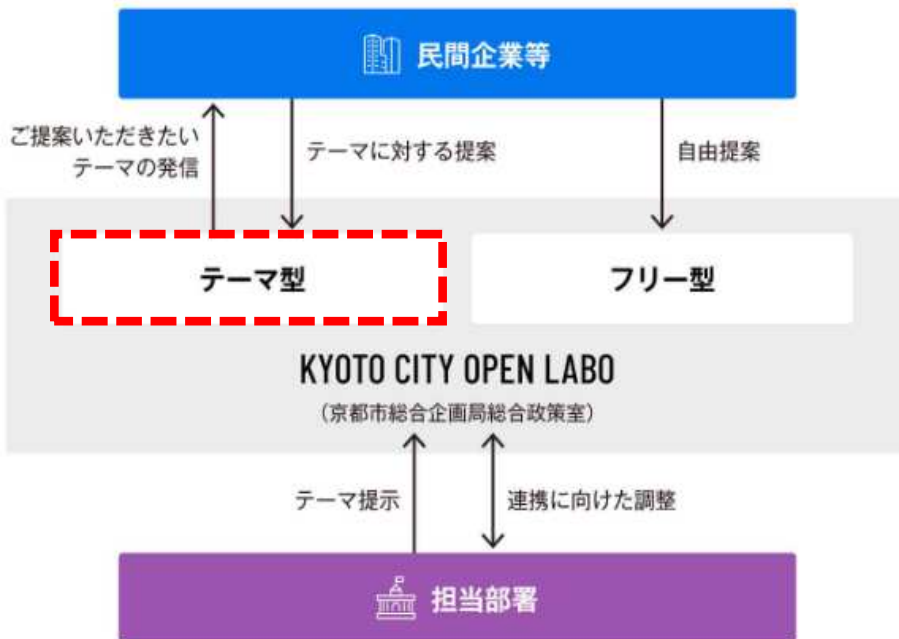 民間企業等
ご提案いただきたい
テーマの発信
テーマに対する提案
自由提案
テーマ型
フリー型
KYOTO CITY OPEN LABO
（京都市総合企画局総合政策室）
テーマ提示
連携に向けた調整
担当部署